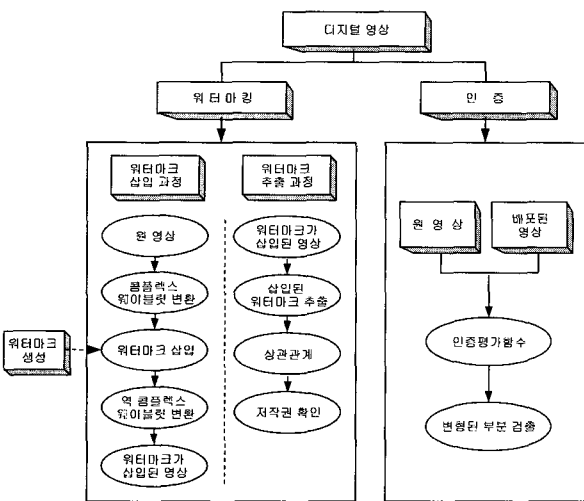 디지털 영상
워터마킹
인 증
워터마크
삽입 과정
워터마크
추출 과정
원 영상
콤플렉스
웨이블릿 변환
워터마크 삽입
역 콤플렉스
웨이블릿 변환
워터마크가
삽입된 영상
워터마크가
삽입된 영상
삽입된
워터마크 추출
상관관계
저작권 확인
워터마크
생성
원 영상
배포된
영상
인증평가함수
변형된 부분 검출